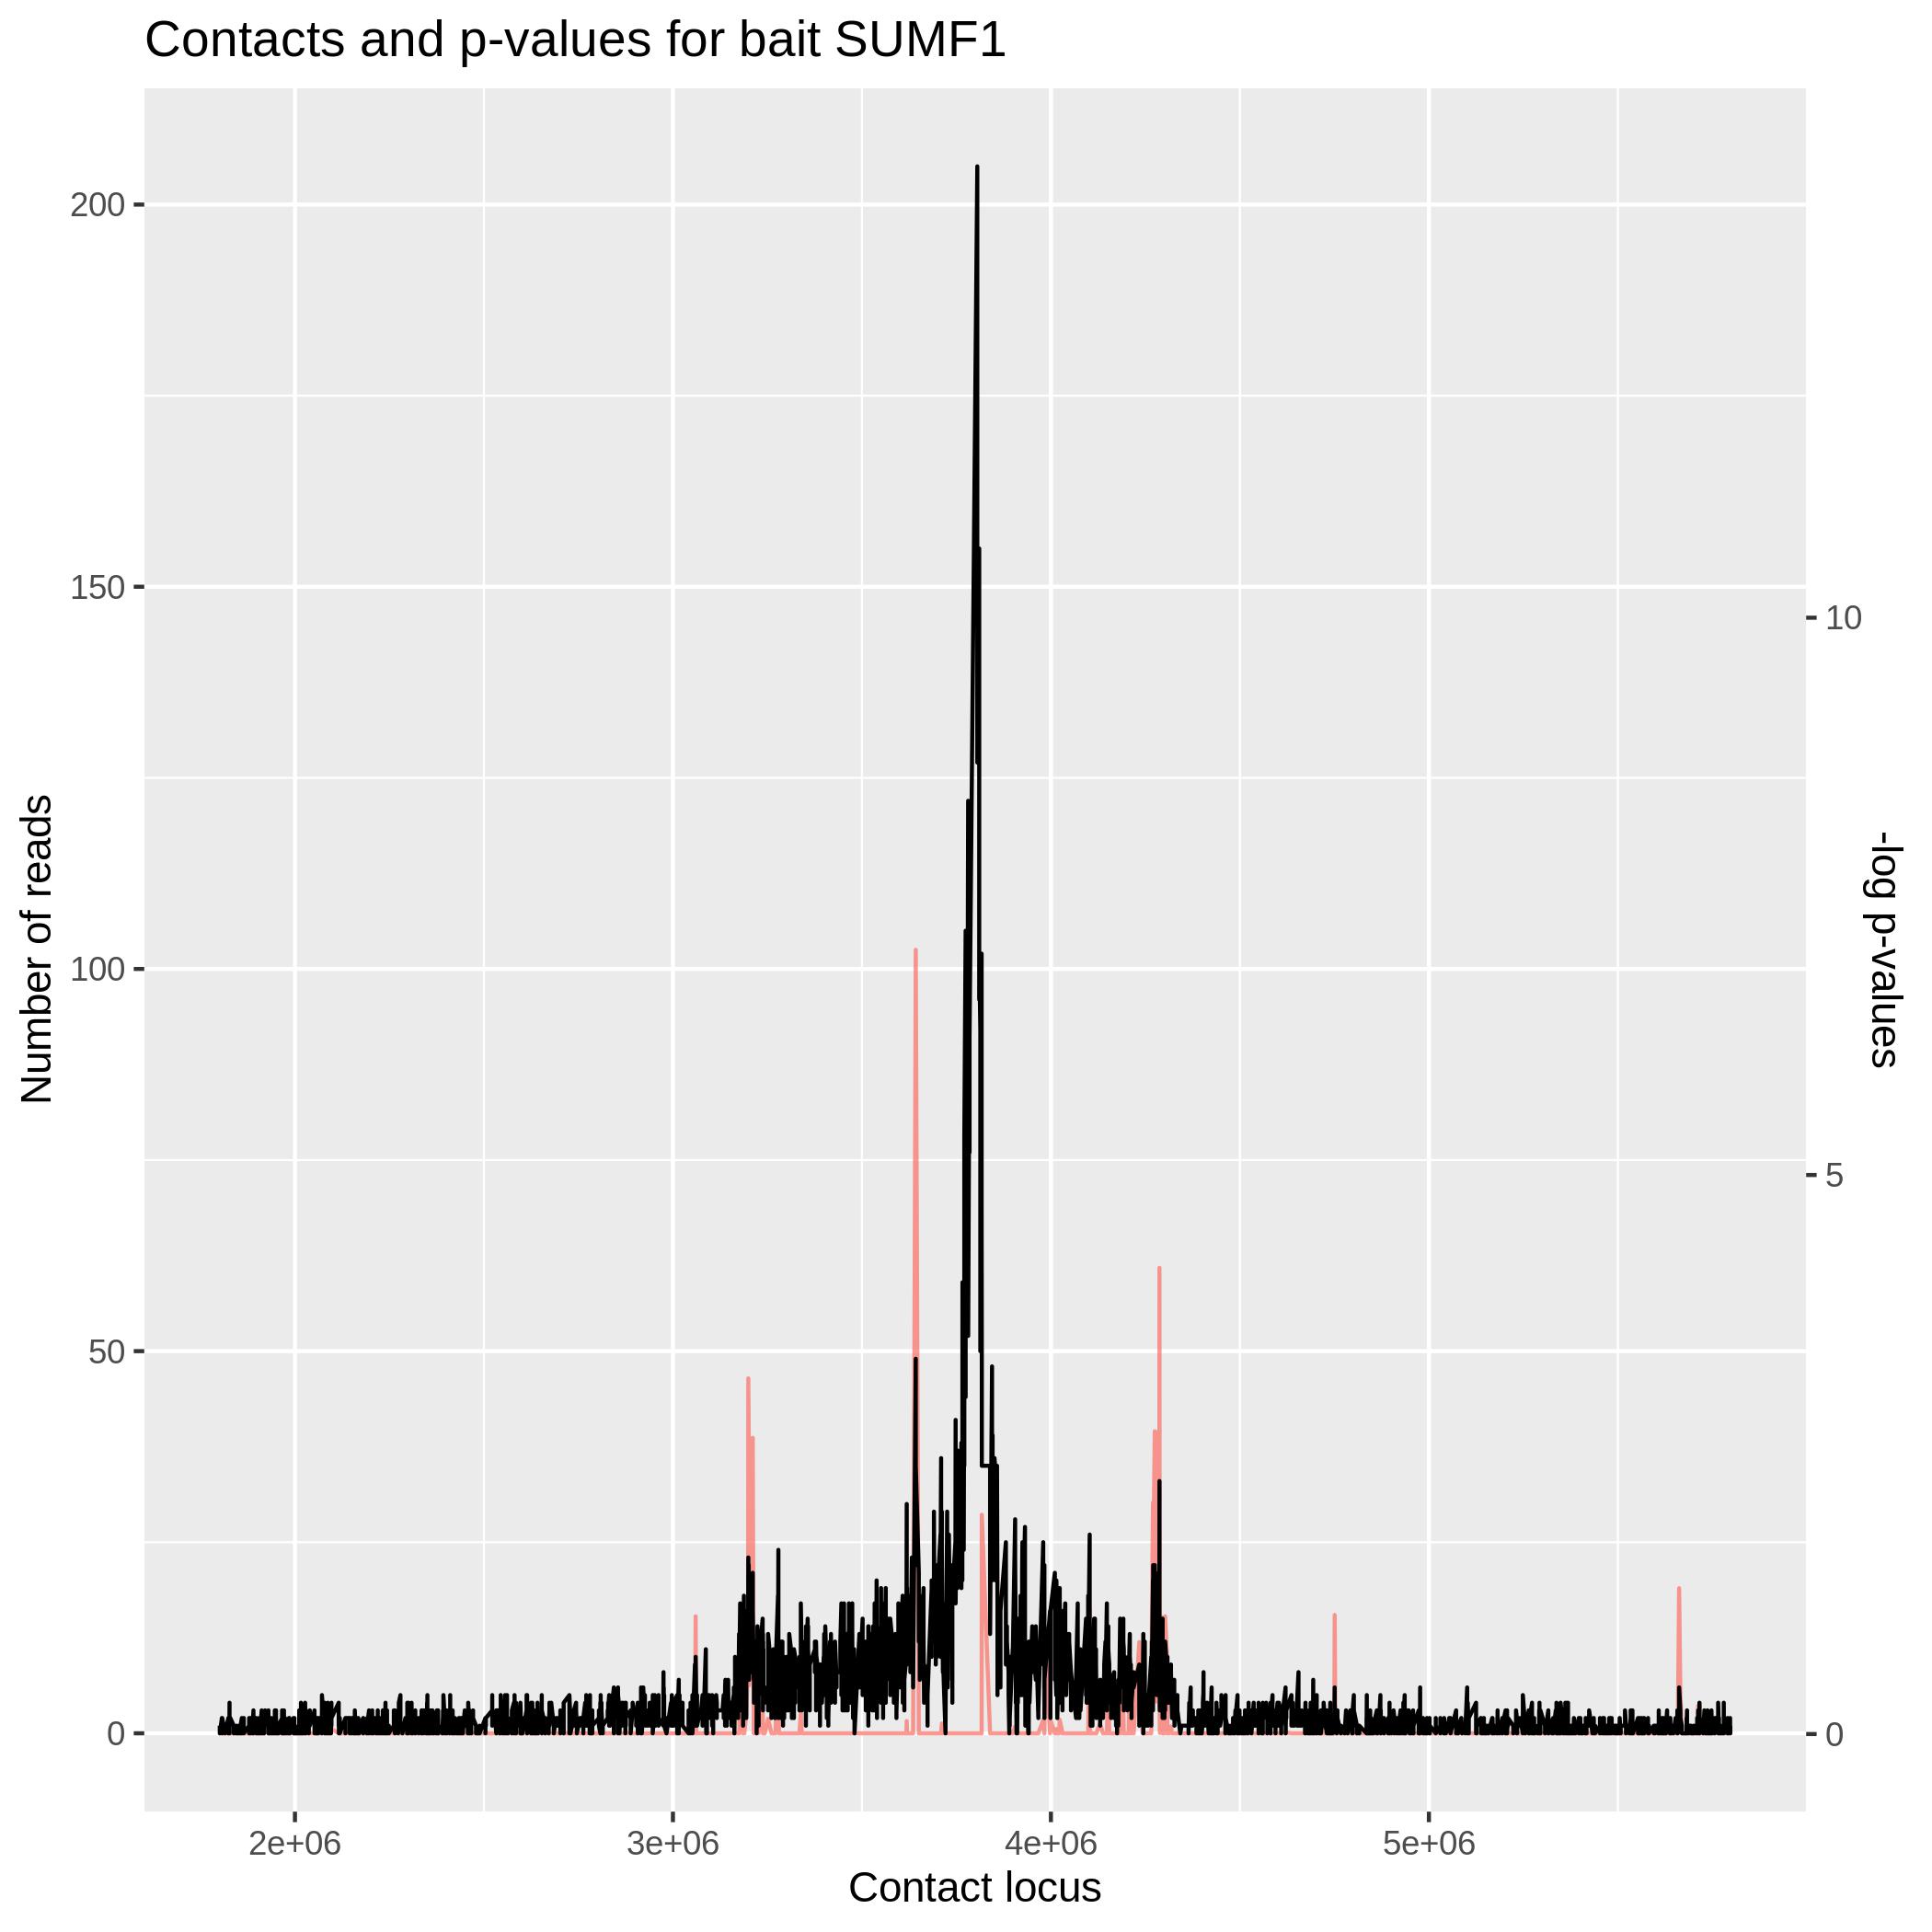 Contacts and p-values for bait SUMF1
200
150
100
50
0
Number of reads
10
5
0
-log p-values
2e+06 3e+06 4e+06 5e+06
Contact locus